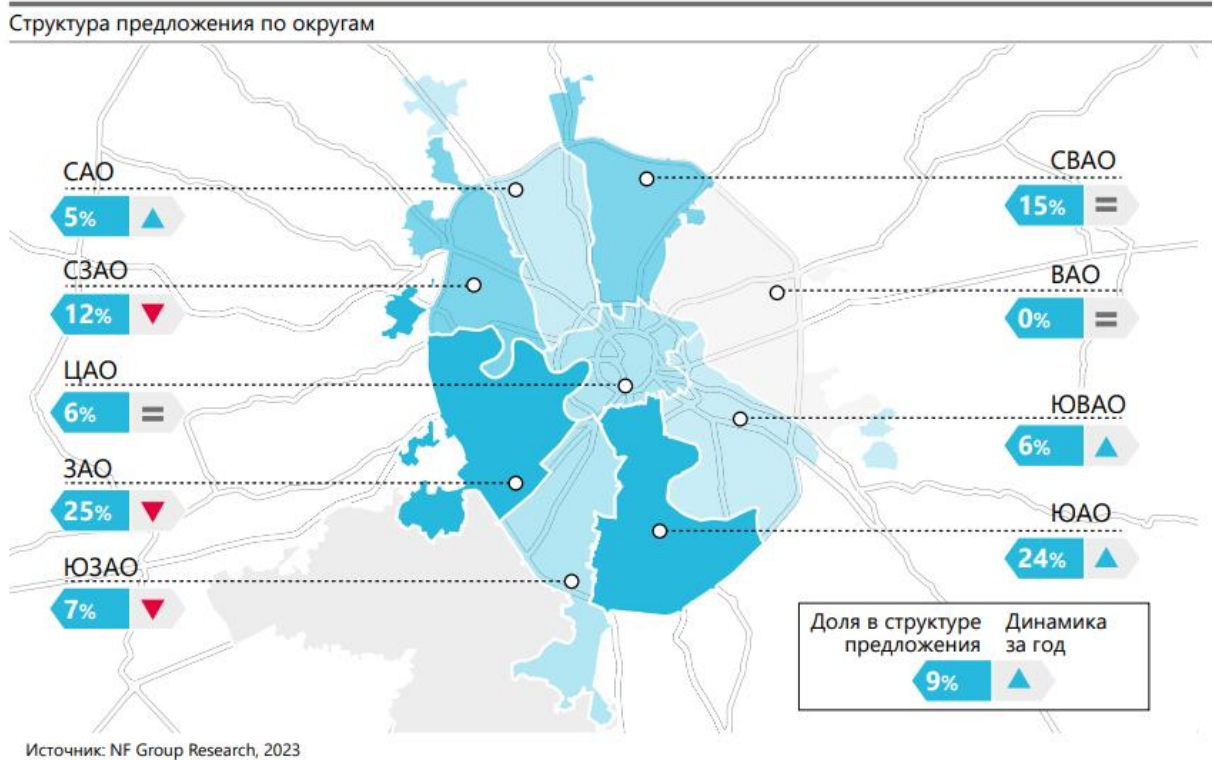 Структура предложения по округам
САО
5%
СЗАО
12%
ЦАО
6%
ЗАО
25%
ЮЗАО
7%
СВАО
15%
ВАО
0%
ЮВАО
6%
ЮАО
24%
Доля в структуре предложения
Динамика за год
9%
Источник: NF Group Research, 2023